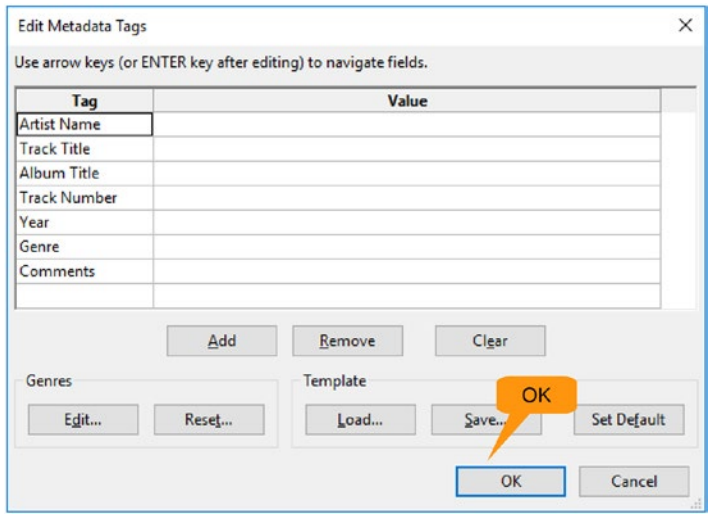 Edit Metadata Tags
Use arrow keys (or ENTER key after editing) to navigate fields.
Tag Value
Artist Name
Track Title
Album Title
Track Number
Year
Genre
Comments
Add Remove Clear
Genres Template
OK
Edit... Reset... Load... Save... Set Default
OK Cancel